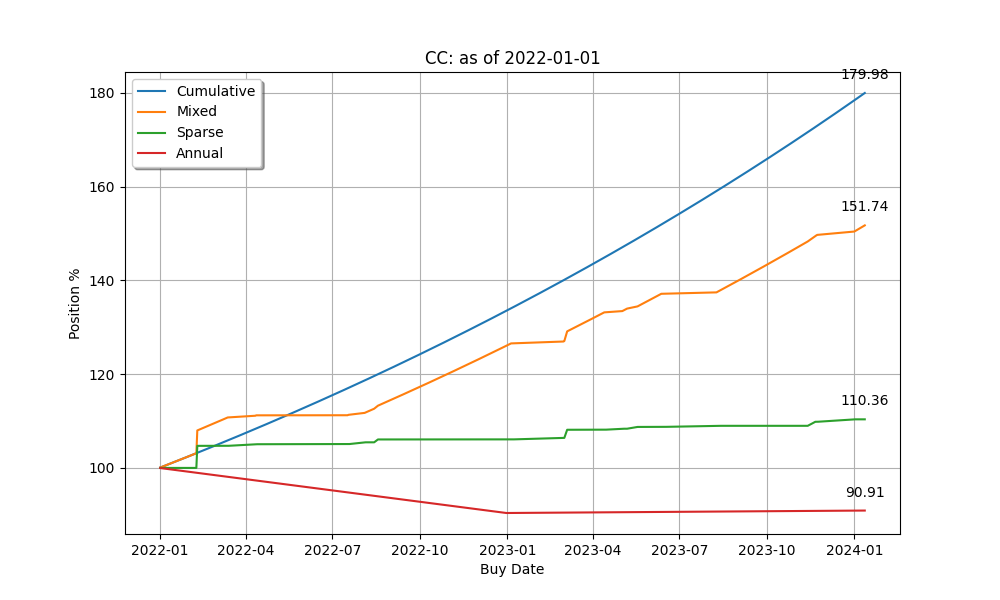 CC: as of 2022-01-01
179.98
180
Cumulative
Mixed
Sparse
Annual
160
151.74
140
120
110.36
100
90.91
Position %
2022-01 2022-04 2022-07 2022-10 2023-01 2023-04 2023-07 2023-10 2024-01
Buy Date